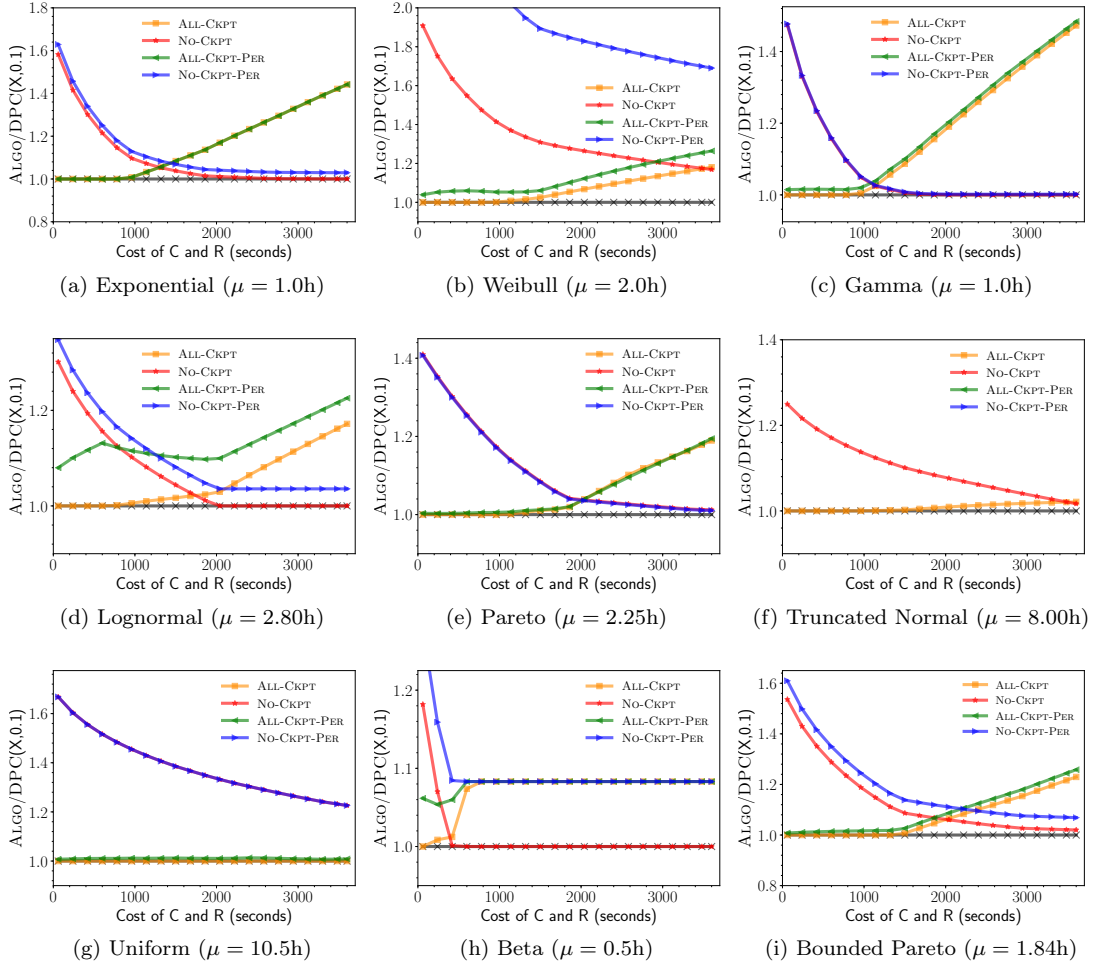 ALGO/DPC(X,0.1)
1.8
1.6
1.4
1.2
1.0
0.8
ALL-CKPT
NO-CKPT
ALL-CKPT-PER
NO-CKPT-PER
0 1000 2000 3000
Cost of C and R (seconds)
(a) Exponential (μ = 1.0h)
ALGO/DPC(X,0.1)
2.0
1.8
1.6
1.4
1.2
1.0
ALL-CKPT
NO-CKPT
ALL-CKPT-PER
NO-CKPT-PER
0 1000 2000 3000
Cost of C and R (seconds)
(b) Weibull (μ = 2.0h)
ALGO/DPC(X,0.1)
1.4
1.2
1.0
ALL-CKPT
NO-CKPT
ALL-CKPT-PER
NO-CKPT-PER
0 1000 2000 3000
Cost of C and R (seconds)
(c) Gamma (μ = 1.0h)
ALGO/DPC(X,0.1)
1.2
1.0
ALL-CKPT
NO-CKPT
ALL-CKPT-PER
NO-CKPT-PER
0 1000 2000 3000
Cost of C and R (seconds)
(d) Lognormal (μ = 2.80h)
ALGO/DPC(X,0.1)
1.4
1.2
1.0
ALL-CKPT
NO-CKPT
ALL-CKPT-PER
NO-CKPT-PER
0 1000 2000 3000
Cost of C and R (seconds)
(e) Pareto (μ = 2.25h)
ALGO/DPC(X,0.1)
1.4
1.2
1.0
ALL-CKPT
NO-CKPT
ALL-CKPT-PER
NO-CKPT-PER
0 1000 2000 3000
Cost of C and R (seconds)
(f) Truncated Normal (μ = 8.00h)
ALGO/DPC(X,0.1)
1.6
1.4
1.2
1.0
ALL-CKPT
NO-CKPT
ALL-CKPT-PER
NO-CKPT-PER
0 1000 2000 3000
Cost of C and R (seconds)
(g) Uniform (μ = 10.5h)
ALGO/DPC(X,0.1)
1.2
1.1
1.0
ALL-CKPT
NO-CKPT
ALL-CKPT-PER
NO-CKPT-PER
0 1000 2000 3000
Cost of C and R (seconds)
(h) Beta (μ = 0.5h)
ALGO/DPC(X,0.1)
1.6
1.4
1.2
1.0
0.8
ALL-CKPT
NO-CKPT
ALL-CKPT-PER
NO-CKPT-PER
0 1000 2000 3000
Cost of C and R (seconds)
(i) Bounded Pareto (μ = 1.84h)